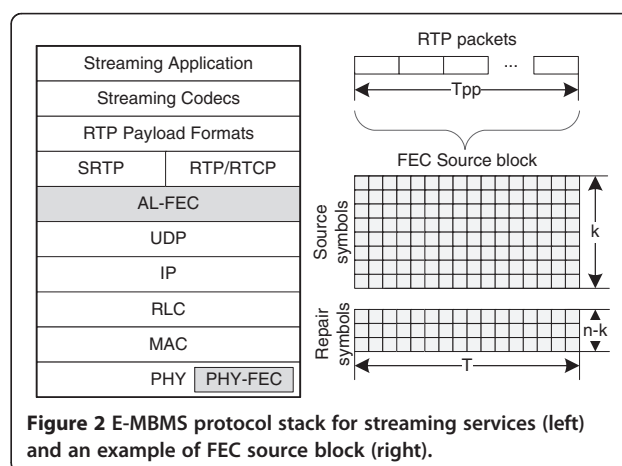 Streaming Application
Streaming Codecs
RTP Payload Formats
SRTP
RTP/RTCP
AL-FEC
UDP
IP
RLC
MAC
PHY
PHY-FEC
RTP packets
...
Tpp
FEC Source block
Source symbols
k
Repair symbols
n-k
T
Figure 2 E-MBMS protocol stack for streaming services (left)
and an example of FEC source block (right).